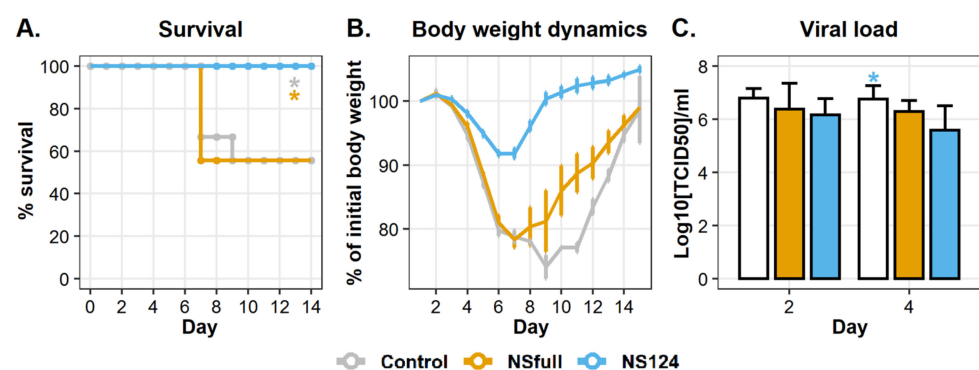 A.
Survival
% survival
100
80
60
40
20
0
0 2 4 6 8 10 12 14
Day
*
*
B.
Body weight dynamics
% of initial body weight
100
90
80
2 4 6 8 10 12 14
Day
C.
Viral load
Log10[TCID50]/ml
8
6
4
2
0
*
2 4
Day
Control NSfull NS124